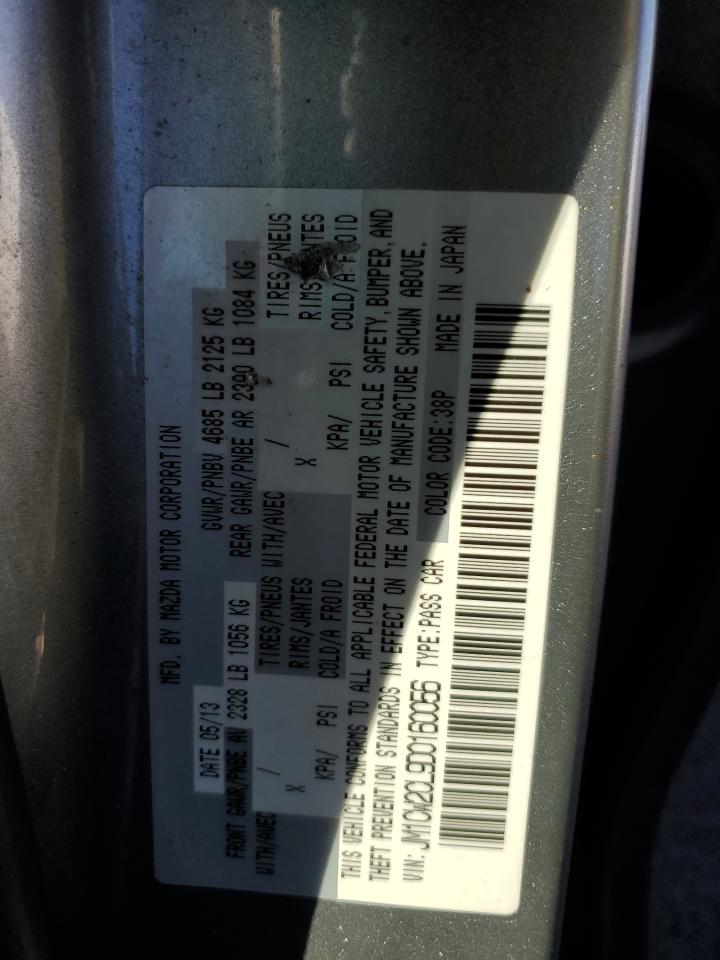 MFD. BY MAZDA MOTOR CORPORATION
DATE 05/13 GVWR/PNBV 4685 LB 2125 KG
FRONT GAWR/PNBE AV 2328 LB 1056 KG REAR GAWR/PNBE AR 2390 LB 1084 KG
WITH/AVEC / TIRES/PNEUS WITH/AVEC / TIRES/PNEUS
X RIMS/JANTES X RIMS/JANTES
KPA/ PSI COLD/A FROID KPA/ PSI COLD/A FROID
THIS VEHICLE CONFORMS TO ALL APPLICABLE FEDERAL MOTOR VEHICLE SAFETY, BUMPER, AND
THEFT PREVENTION STANDARDS IN EFFECT ON THE DATE OF MANUFACTURE SHOWN ABOVE.
VIN: JM1CW2CL9D0160056 TYPE:PASS CAR COLOR CODE:38P MADE IN JAPAN